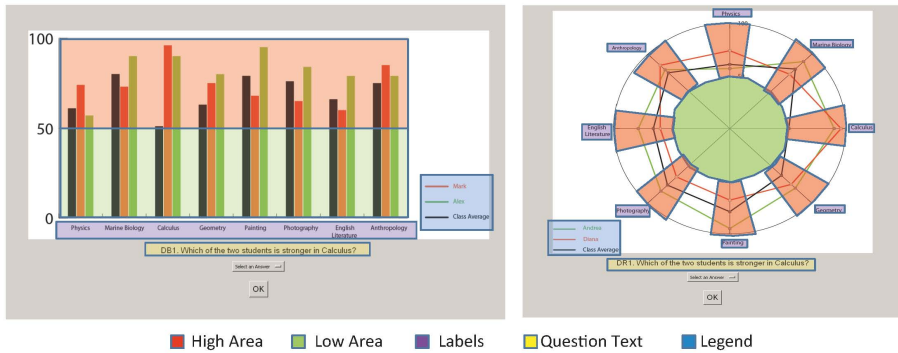 100
50
0
Physics Marine Biology Calculus Geometry Painting Photography English Literature Anthropology
Mark
Alex
Class Average
DB1. Which of the two students is stronger in Calculus?
Select an Answer
OK
Physics
100
Marine Biology
Calculus
Geometry
Painting
Photography
English
Literature
Anthropology
Andrea
Diana
Class Average
DR1. Which of the two students is stronger in Calculus?
Select an Answer
OK
High Area Low Area Labels Question Text Legend